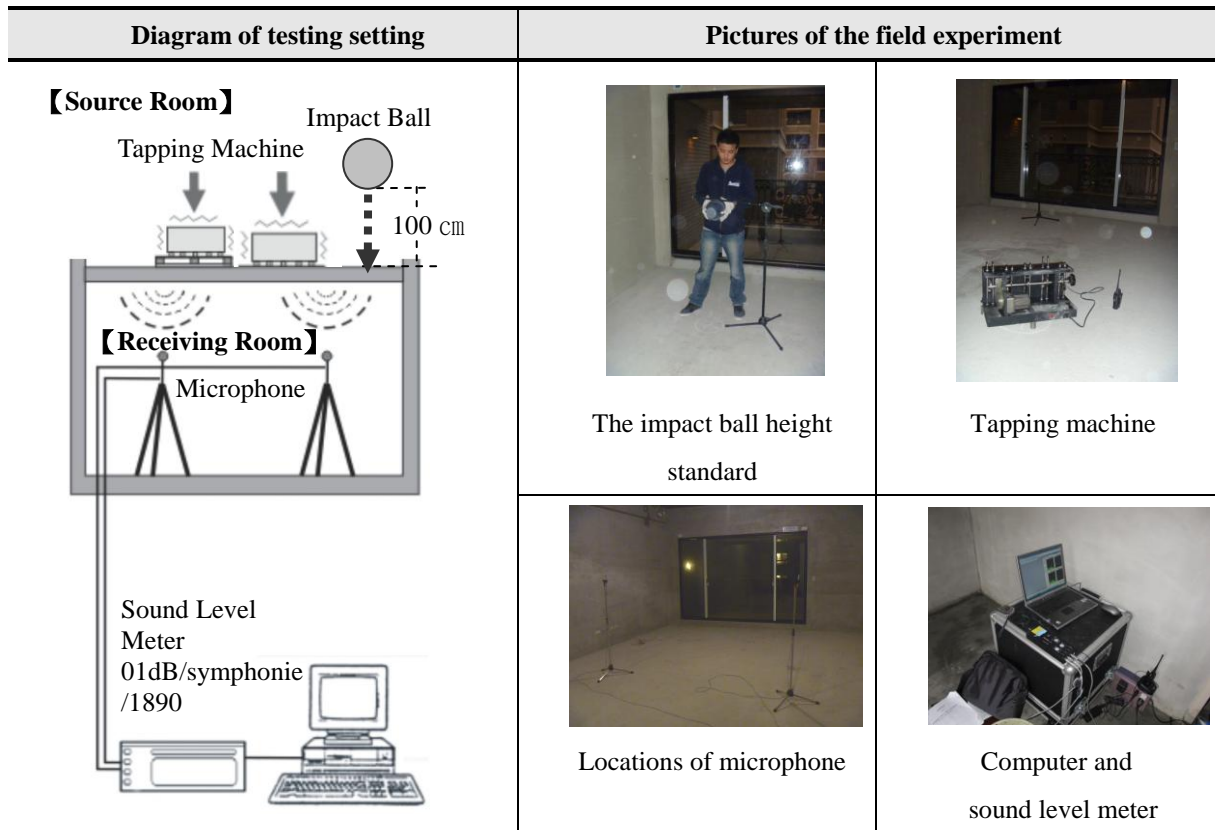 Diagram of testing setting
Pictures of the field experiment
【Source Room】
Impact Ball
Tapping Machine
100 ㎝
【Receiving Room】
Microphone
Sound Level
Meter
01dB/symphonie
/1890
The impact ball height
standard
Tapping machine
Locations of microphone
Computer and
sound level meter